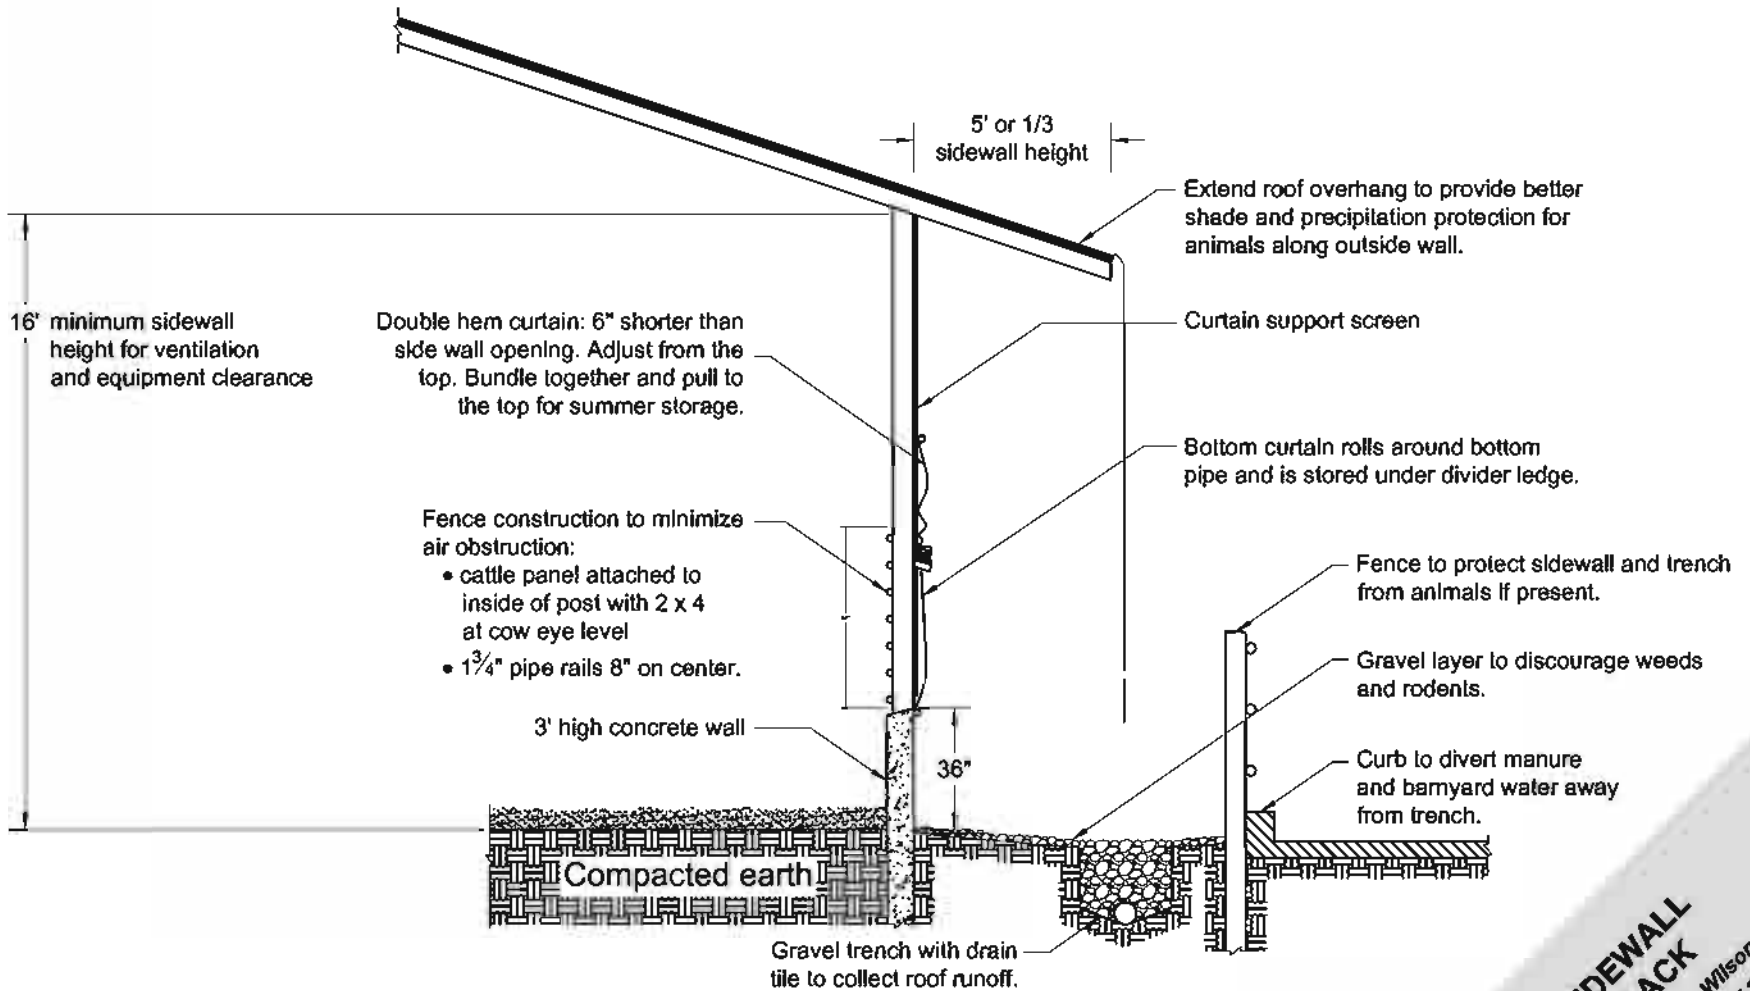 5' or 1/3
sidewall height
Extend roof overhang to provide better
shade and precipitation protection for
animals along outside wall.
16' minimum sidewall
height for ventilation
and equipment clearance
Double hem curtain: 6" shorter than
side wall opening. Adjust from the
top. Bundle together and pull to
the top for summer storage.
Curtain support screen
Bottom curtain rolls around bottom
pipe and is stored under divider ledge.
Fence construction to minimize
air obstruction:
• cattle panel attached to
inside of post with 2 x 4
at cow eye level
• 1¾" pipe rails 8" on center.
Fence to protect sidewall and trench
from animals if present.
Gravel layer to discourage weeds
and rodents.
3' high concrete wall
36"
Curb to divert manure
and barnyard water away
from trench.
Compacted earth
Gravel trench with drain
tile to collect roof runoff.
DEWALL
ACK
Wilson